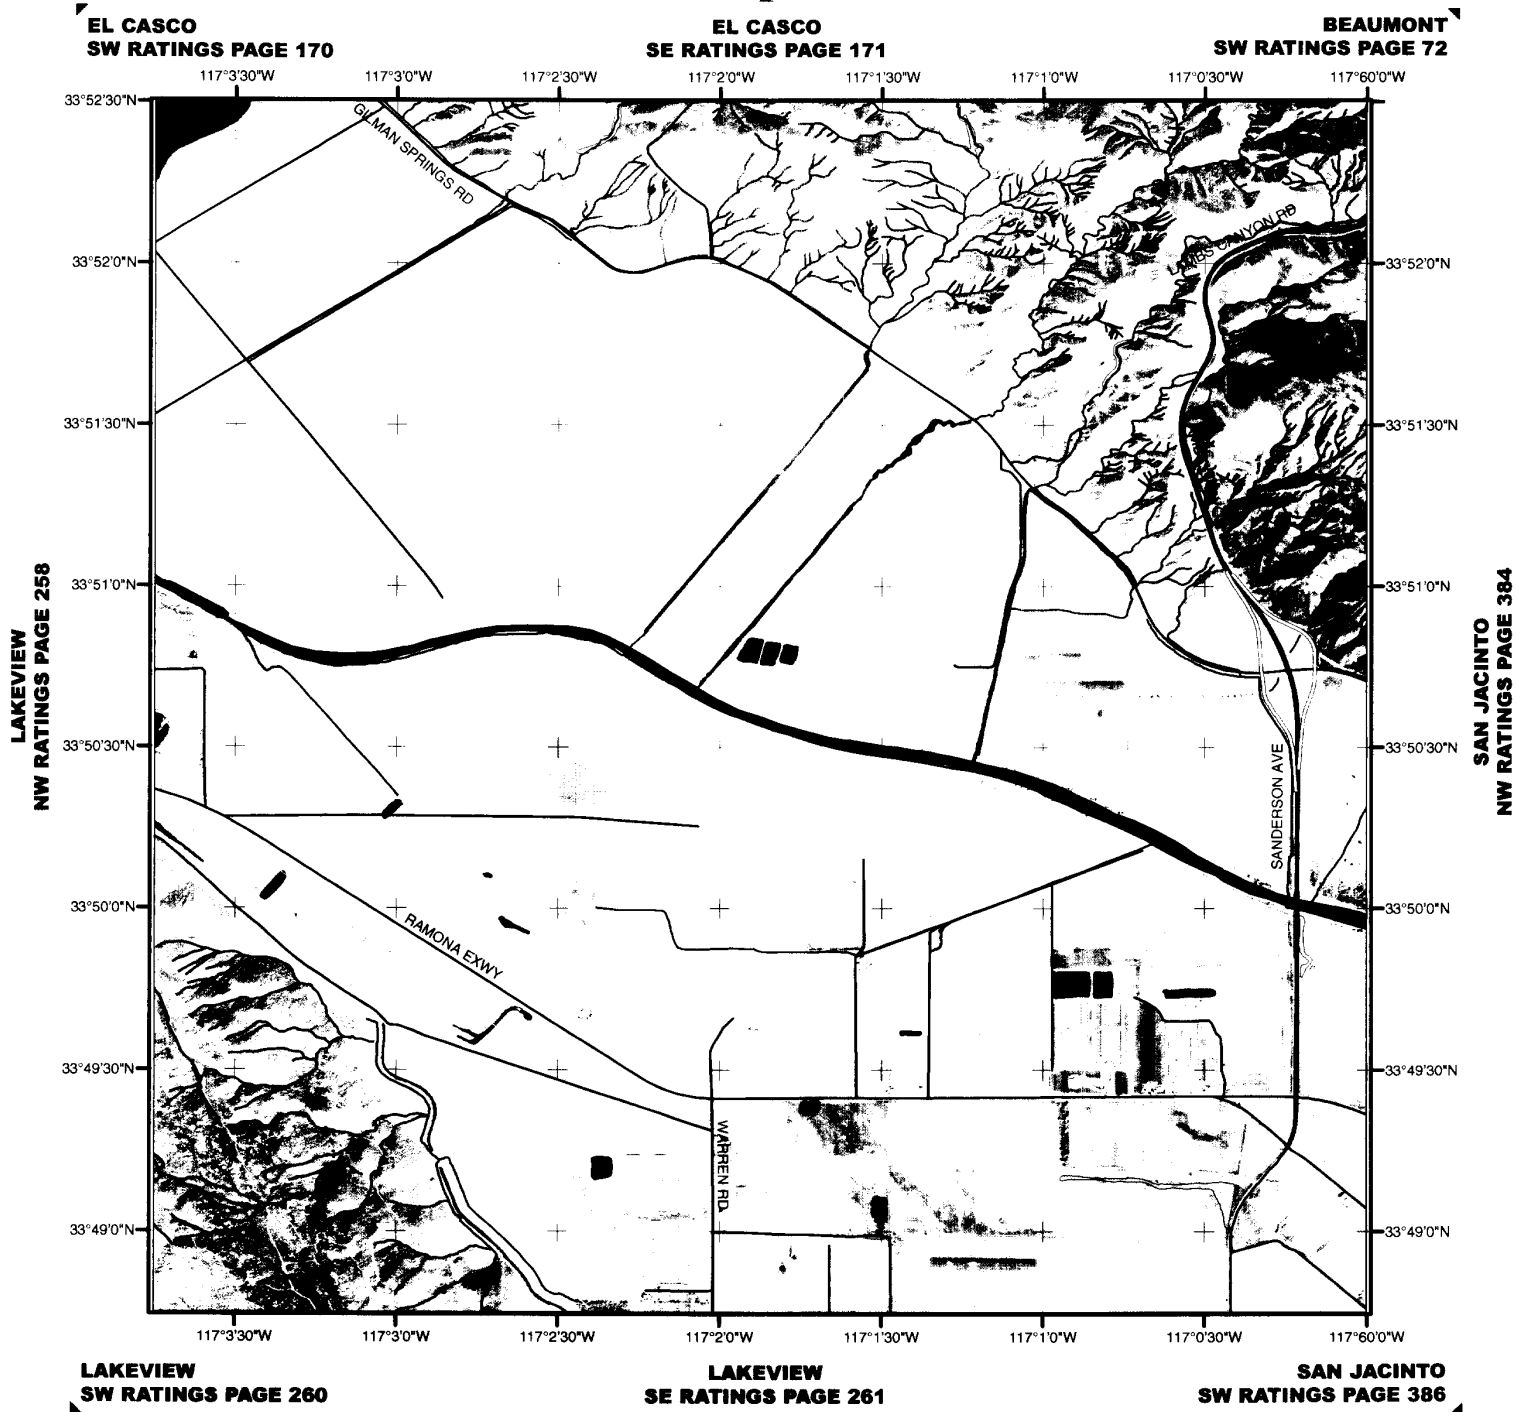 EL CASCO
SW RATINGS PAGE 170
EL CASCO
SE RATINGS PAGE 171
BEAUMONT
SW RATINGS PAGE 72
117°3'30"W
117°3'0"W
117°2'30"W
117°2'0"W
117°1'30"W
117°1'0"W
117°0'30"W
117°60'0"W
33°52'30"N
33°52'0"N
33°51'30"N
33°51'0"N
33°50'30"N
33°50'0"N
33°49'30"N
33°49'0"N
GILMAN SPRINGS RD
LAMBS CANYON RD
33°52'0"N
33°51'30"N
33°51'0"N
33°50'30"N
33°50'0"N
33°49'30"N
33°49'0"N
LAKEVIEW
NW RATINGS PAGE 258
SAN JACINTO
NW RATINGS PAGE 384
SANDERSON AVE
RAMONA EXWY
WARREN RD
117°3'30"W
117°3'0"W
117°2'30"W
117°2'0"W
117°1'30"W
117°1'0"W
117°0'30"W
117°60'0"W
LAKEVIEW
SW RATINGS PAGE 260
LAKEVIEW
SE RATINGS PAGE 261
SAN JACINTO
SW RATINGS PAGE 386